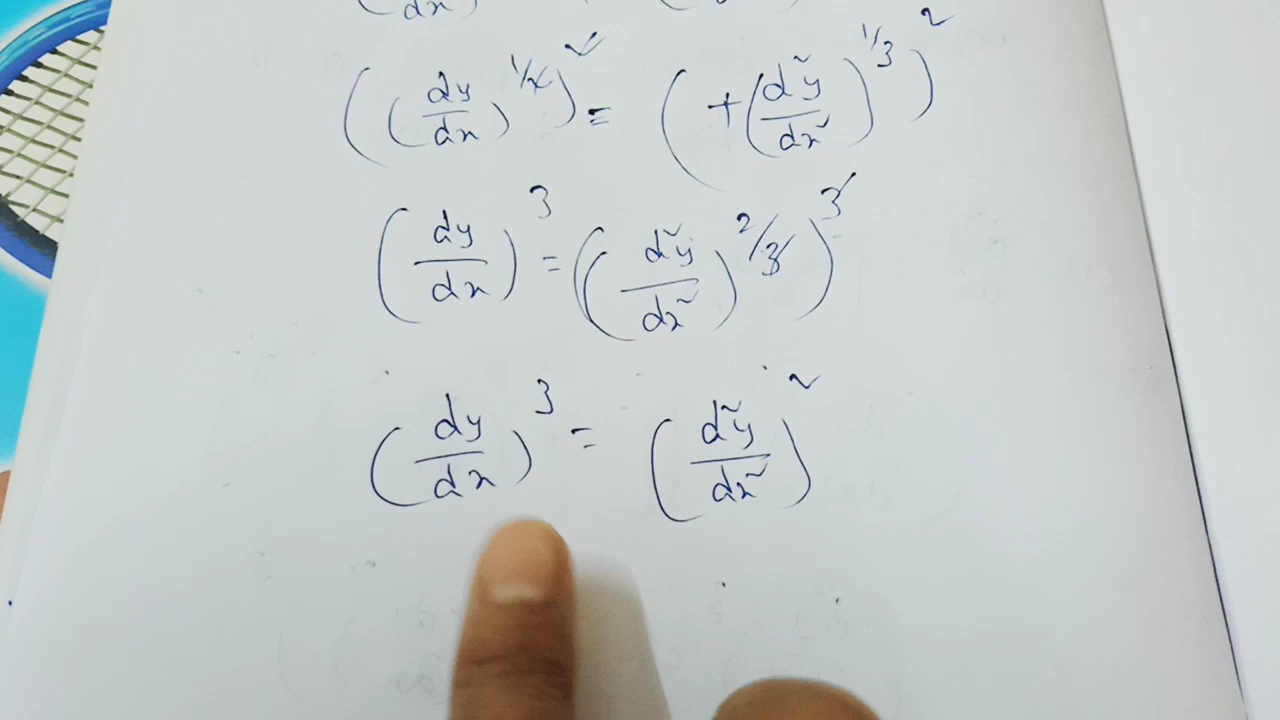 dx
((dy/dx)^1/2)^2 = (+(d²y/dx²)^1/3)^2
(dy/dx)^3 = ((d²y/dx²)^2/3)^3
(dy/dx)^3 = (d²y/dx²)^2